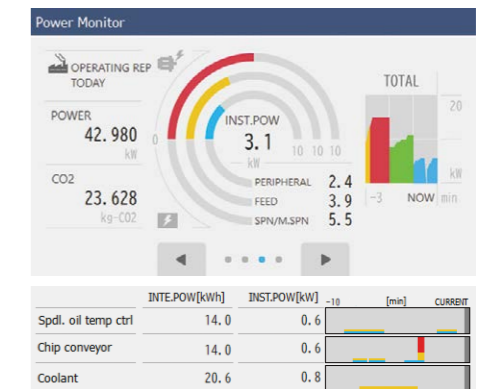 Power Monitor
OPERATING REP
TODAY
TOTAL
POWER
42.980
kW
CO2
23.628
kg-CO2
0
INST.POW
3.1
kW
10 10 10
PERIPHERAL 2.4
FEED 3.9
SPN/M.SPN 5.5
20
kW
-3 NOW min
INTE.POW[kWh] INST.POW[kW] -10 [min] CURRENT
Spdl. oil temp ctrl 14.0 0.6
Chip conveyor 14.0 0.6
Coolant 20.6 0.8